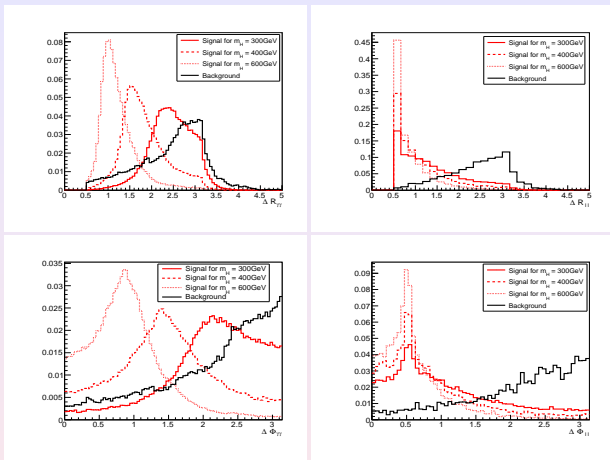 Signal for m_H = 300GeV
Signal for m_H = 400GeV
Signal for m_H = 600GeV
Background
0.08
0.07
0.06
0.05
0.04
0.03
0.02
0.01
0
0 0.5 1 1.5 2 2.5 3 3.5 4 4.5 5
Δ R
Signal for m_H = 300GeV
Signal for m_H = 400GeV
Signal for m_H = 600GeV
Background
0.45
0.4
0.35
0.3
0.25
0.2
0.15
0.1
0.05
0
0 0.5 1 1.5 2 2.5 3 3.5 4 4.5 5
Δ R
Signal for m_H = 300GeV
Signal for m_H = 400GeV
Signal for m_H = 600GeV
Background
0.035
0.03
0.025
0.02
0.015
0.01
0.005
0
0 0.5 1 1.5 2 2.5 3
Δ Φ
Signal for m_H = 300GeV
Signal for m_H = 400GeV
Signal for m_H = 600GeV
Background
0.09
0.08
0.07
0.06
0.05
0.04
0.03
0.02
0.01
0
0 0.5 1 1.5 2 2.5 3
Δ Φ